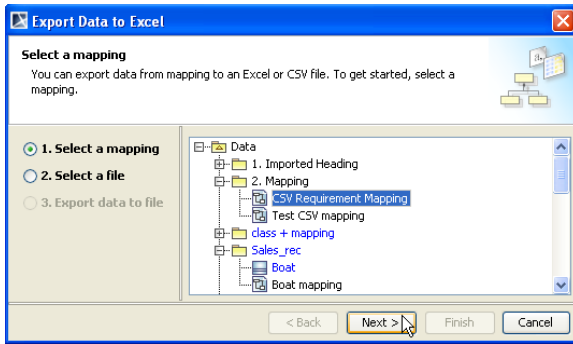 Export Data to Excel
Select a mapping
You can export data from mapping to an Excel or CSV file. To get started, select a
mapping.
1. Select a mapping
2. Select a file
3. Export data to file
Data
1. Imported Heading
2. Mapping
CSV Requirement Mapping
Test CSV mapping
class + mapping
Sales_rec
Boat
Boat mapping
< Back
Next >
Finish
Cancel